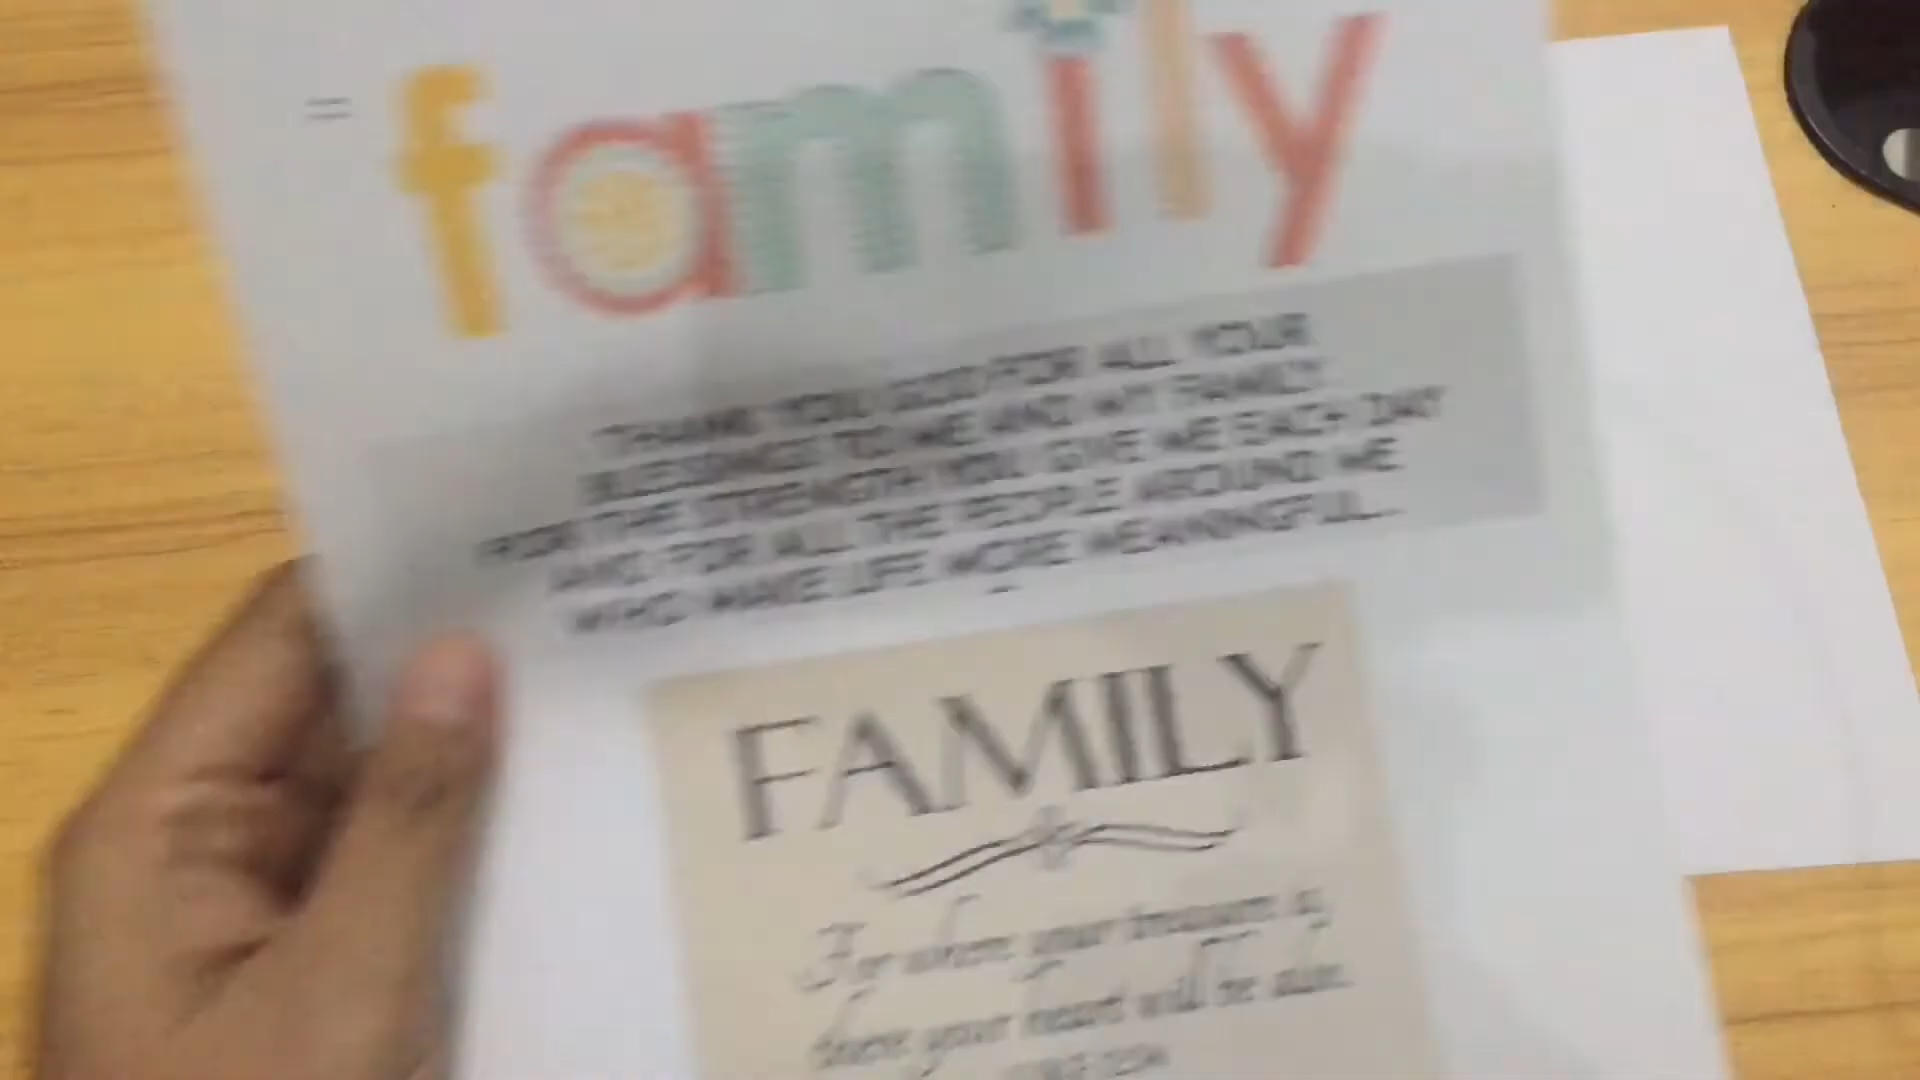 = family
THANK YOU GOD FOR ALL YOUR
BLESSINGS TO ME AND MY FAMILY
FOR THE STRENGTH YOU GIVE ME EACH DAY
AND FOR ALL THE PEOPLE AROUND ME
WHO MAKE LIFE MORE MEANINGFUL...
FAMILY
For where your treasure is,
there your heart will be also.